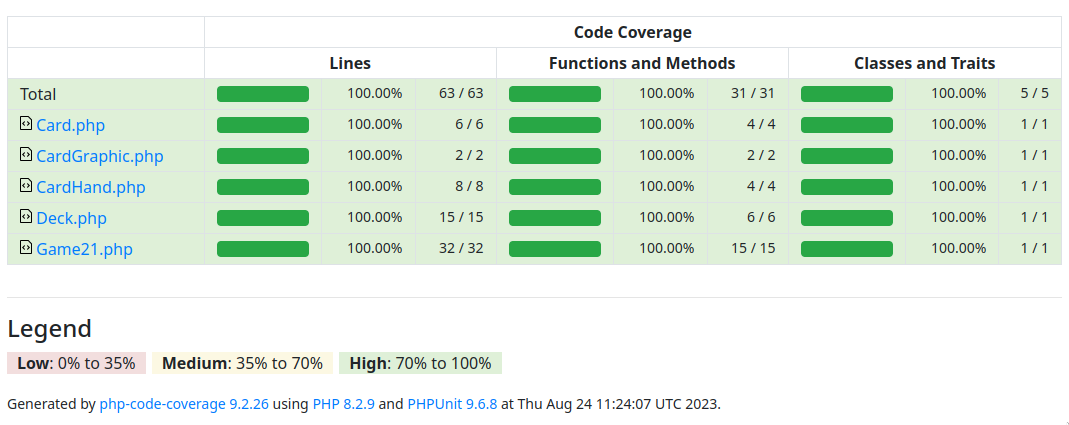 Code Coverage
Lines Functions and Methods Classes and Traits
Total 100.00% 63 / 63 100.00% 31 / 31 100.00% 5 / 5
Card.php 100.00% 6 / 6 100.00% 4 / 4 100.00% 1 / 1
CardGraphic.php 100.00% 2 / 2 100.00% 2 / 2 100.00% 1 / 1
CardHand.php 100.00% 8 / 8 100.00% 4 / 4 100.00% 1 / 1
Deck.php 100.00% 15 / 15 100.00% 6 / 6 100.00% 1 / 1
Game21.php 100.00% 32 / 32 100.00% 15 / 15 100.00% 1 / 1
Legend
Low: 0% to 35% Medium: 35% to 70% High: 70% to 100%
Generated by php-code-coverage 9.2.26 using PHP 8.2.9 and PHPUnit 9.6.8 at Thu Aug 24 11:24:07 UTC 2023.